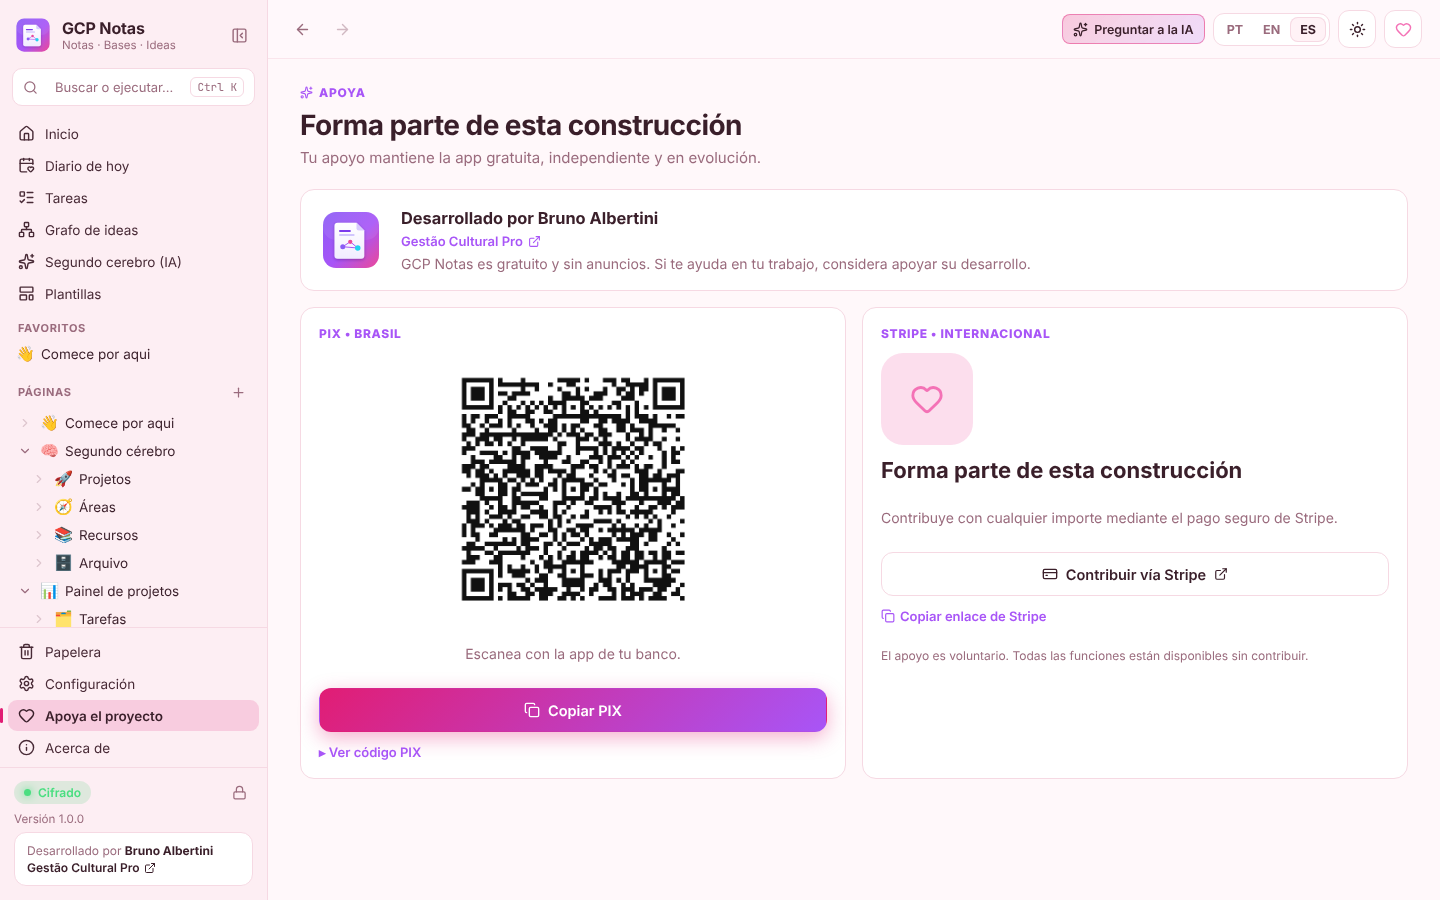 GCP Notas
Notas · Bases · Ideas
Buscar o ejecutar... Ctrl K
Inicio
Diario de hoy
Tareas
Grafo de ideas
Segundo cerebro (IA)
Plantillas
FAVORITOS
Comece por aqui
PÁGINAS
Comece por aqui
Segundo cérebro
Projetos
Áreas
Recursos
Arquivo
Painel de projetos
Tarefas
Papelera
Configuración
Apoya el proyecto
Acerca de
Cifrado
Versión 1.0.0
Desarrollado por Bruno Albertini
Gestão Cultural Pro
Preguntar a la IA PT EN ES
APOYA
Forma parte de esta construcción
Tu apoyo mantiene la app gratuita, independiente y en evolución.
Desarrollado por Bruno Albertini
Gestão Cultural Pro
GCP Notas es gratuito y sin anuncios. Si te ayuda en tu trabajo, considera apoyar su desarrollo.
PIX • BRASIL
Escanea con la app de tu banco.
Copiar PIX
Ver código PIX
STRIPE • INTERNACIONAL
Forma parte de esta construcción
Contribuye con cualquier importe mediante el pago seguro de Stripe.
Contribuir vía Stripe
Copiar enlace de Stripe
El apoyo es voluntario. Todas las funciones están disponibles sin contribuir.